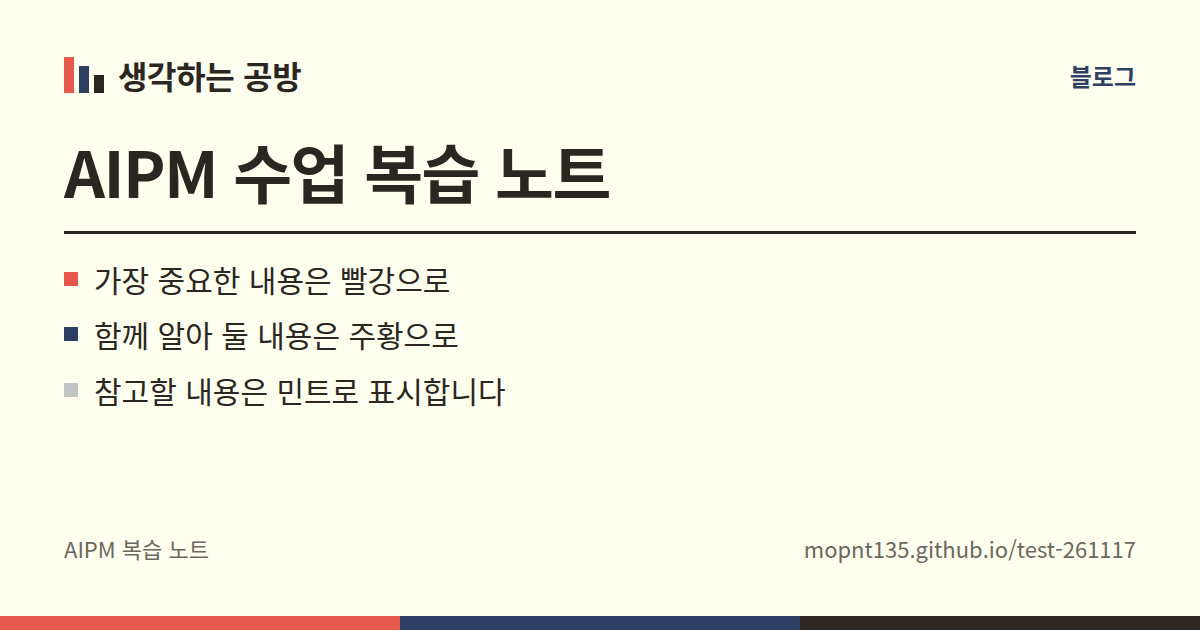 생각하는 공방
블로그
AIPM 수업 복습 노트
가장 중요한 내용은 빨강으로
함께 알아 둘 내용은 주황으로
참고할 내용은 민트로 표시합니다
AIPM 복습 노트
mopnt135.github.io/test-261117